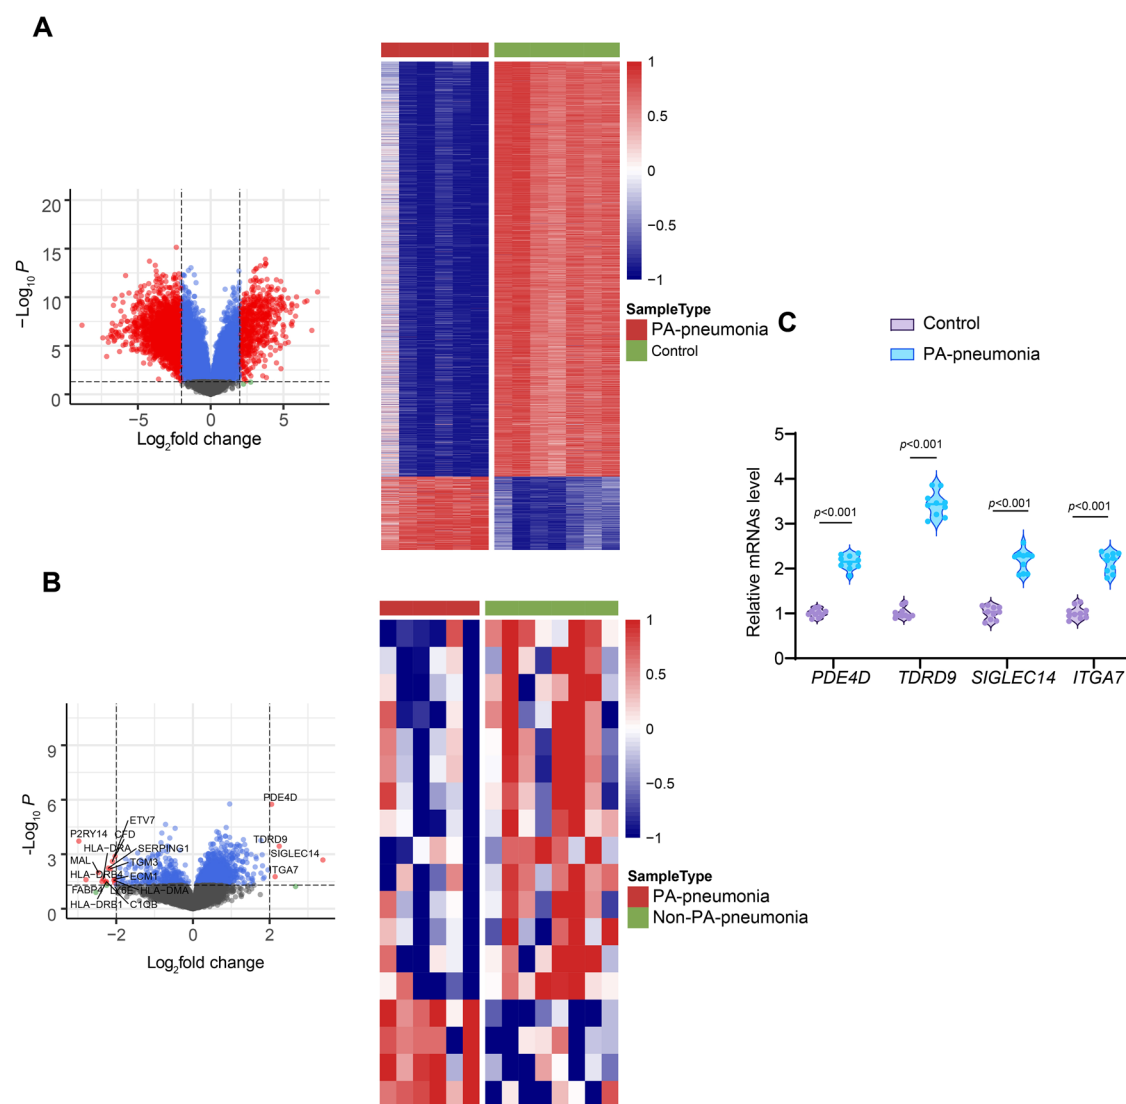 A
20
15
10
5
0
−Log10 P
−5
0
5
Log2fold change
1
0.5
0
−0.5
−1
SampleType
PA-pneumonia
Control
B
9
6
3
0
-Log10 P
PDE4D
ETV7
P2RY14
CFD
TDRD9
HLA−DRA
SERPING1
SIGLEC14
MAL
TGM3
ITGA7
HLA−DRB4
ECM1
FABP4
LY6E
HLA−DMA
HLA−DRB1
C1QB
−2
0
2
Log2fold change
1
0.5
0
−0.5
−1
SampleType
PA-pneumonia
Non-PA-pneumonia
C
Control
PA-pneumonia
Relative mRNAs level
5
4
3
2
1
0
p<0.001
p<0.001
p<0.001
p<0.001
PDE4D
TDRD9
SIGLEC14
ITGA7